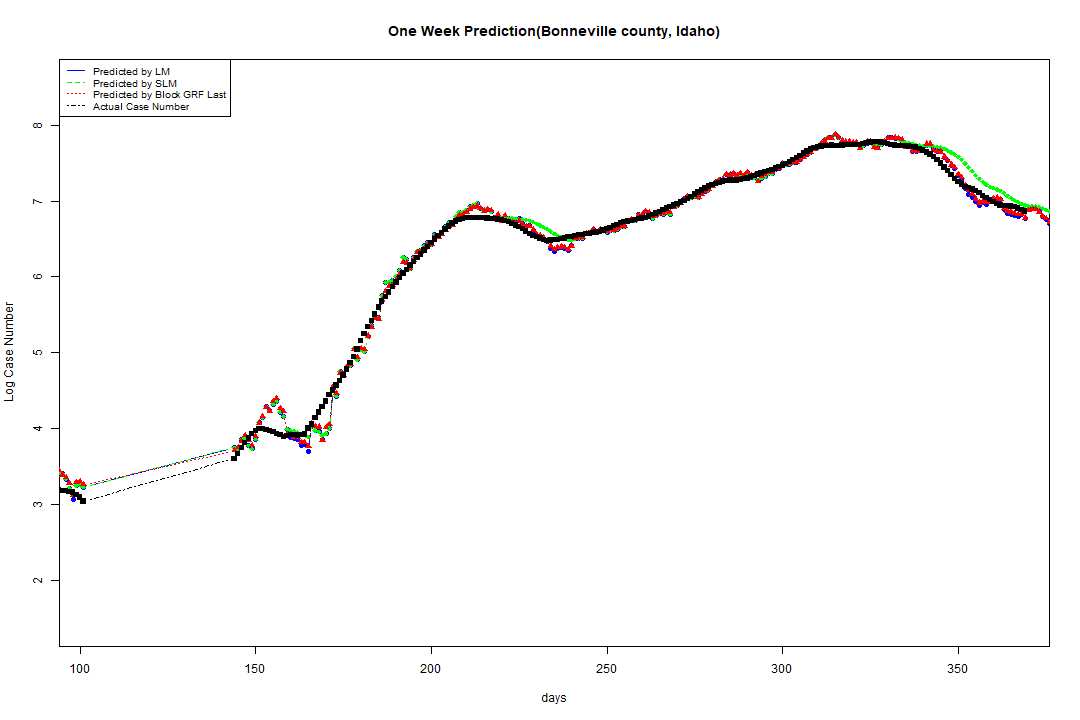 One Week Prediction(Bonneville county, Idaho)
Predicted by LM
Predicted by SLM
Predicted by Block GRF Last
Actual Case Number
Log Case Number
8
7
6
5
4
3
2
100 150 200 250 300 350
days